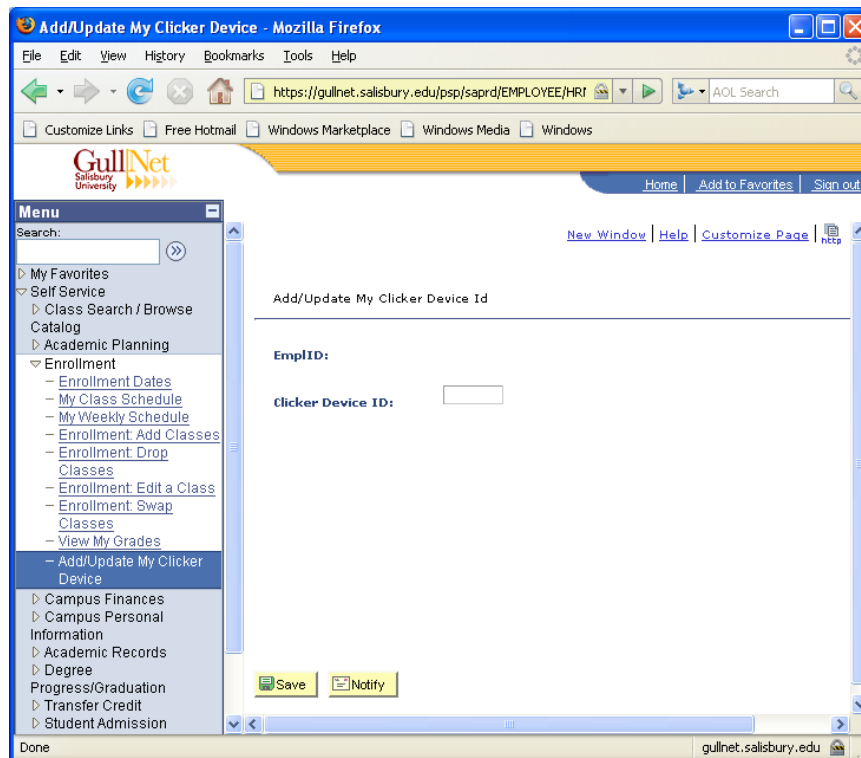 Add/Update My Clicker Device - Mozilla Firefox
File Edit View History Bookmarks Tools Help
https://gullnet.salisbury.edu/psp/saprd/EMPLOYEE/HR
AOL Search
Customize Links Free Hotmail Windows Marketplace Windows Media Windows
GullNet
Salisbury
University
Home Add to Favorites Sign out
Menu
Search:
New Window Help Customize Page http
My Favorites
Self Service
Class Search / Browse
Catalog
Academic Planning
Enrollment
Enrollment Dates
My Class Schedule
My Weekly Schedule
Enrollment: Add Classes
Enrollment: Drop
Classes
Enrollment: Edit a Class
Enrollment: Swap
Classes
View My Grades
Add/Update My Clicker
Device
Campus Finances
Campus Personal
Information
Academic Records
Degree
Progress/Graduation
Transfer Credit
Student Admission
Add/Update My Clicker Device Id
EmplID:
Clicker Device ID:
Save Notify
Done gullnet.salisbury.edu